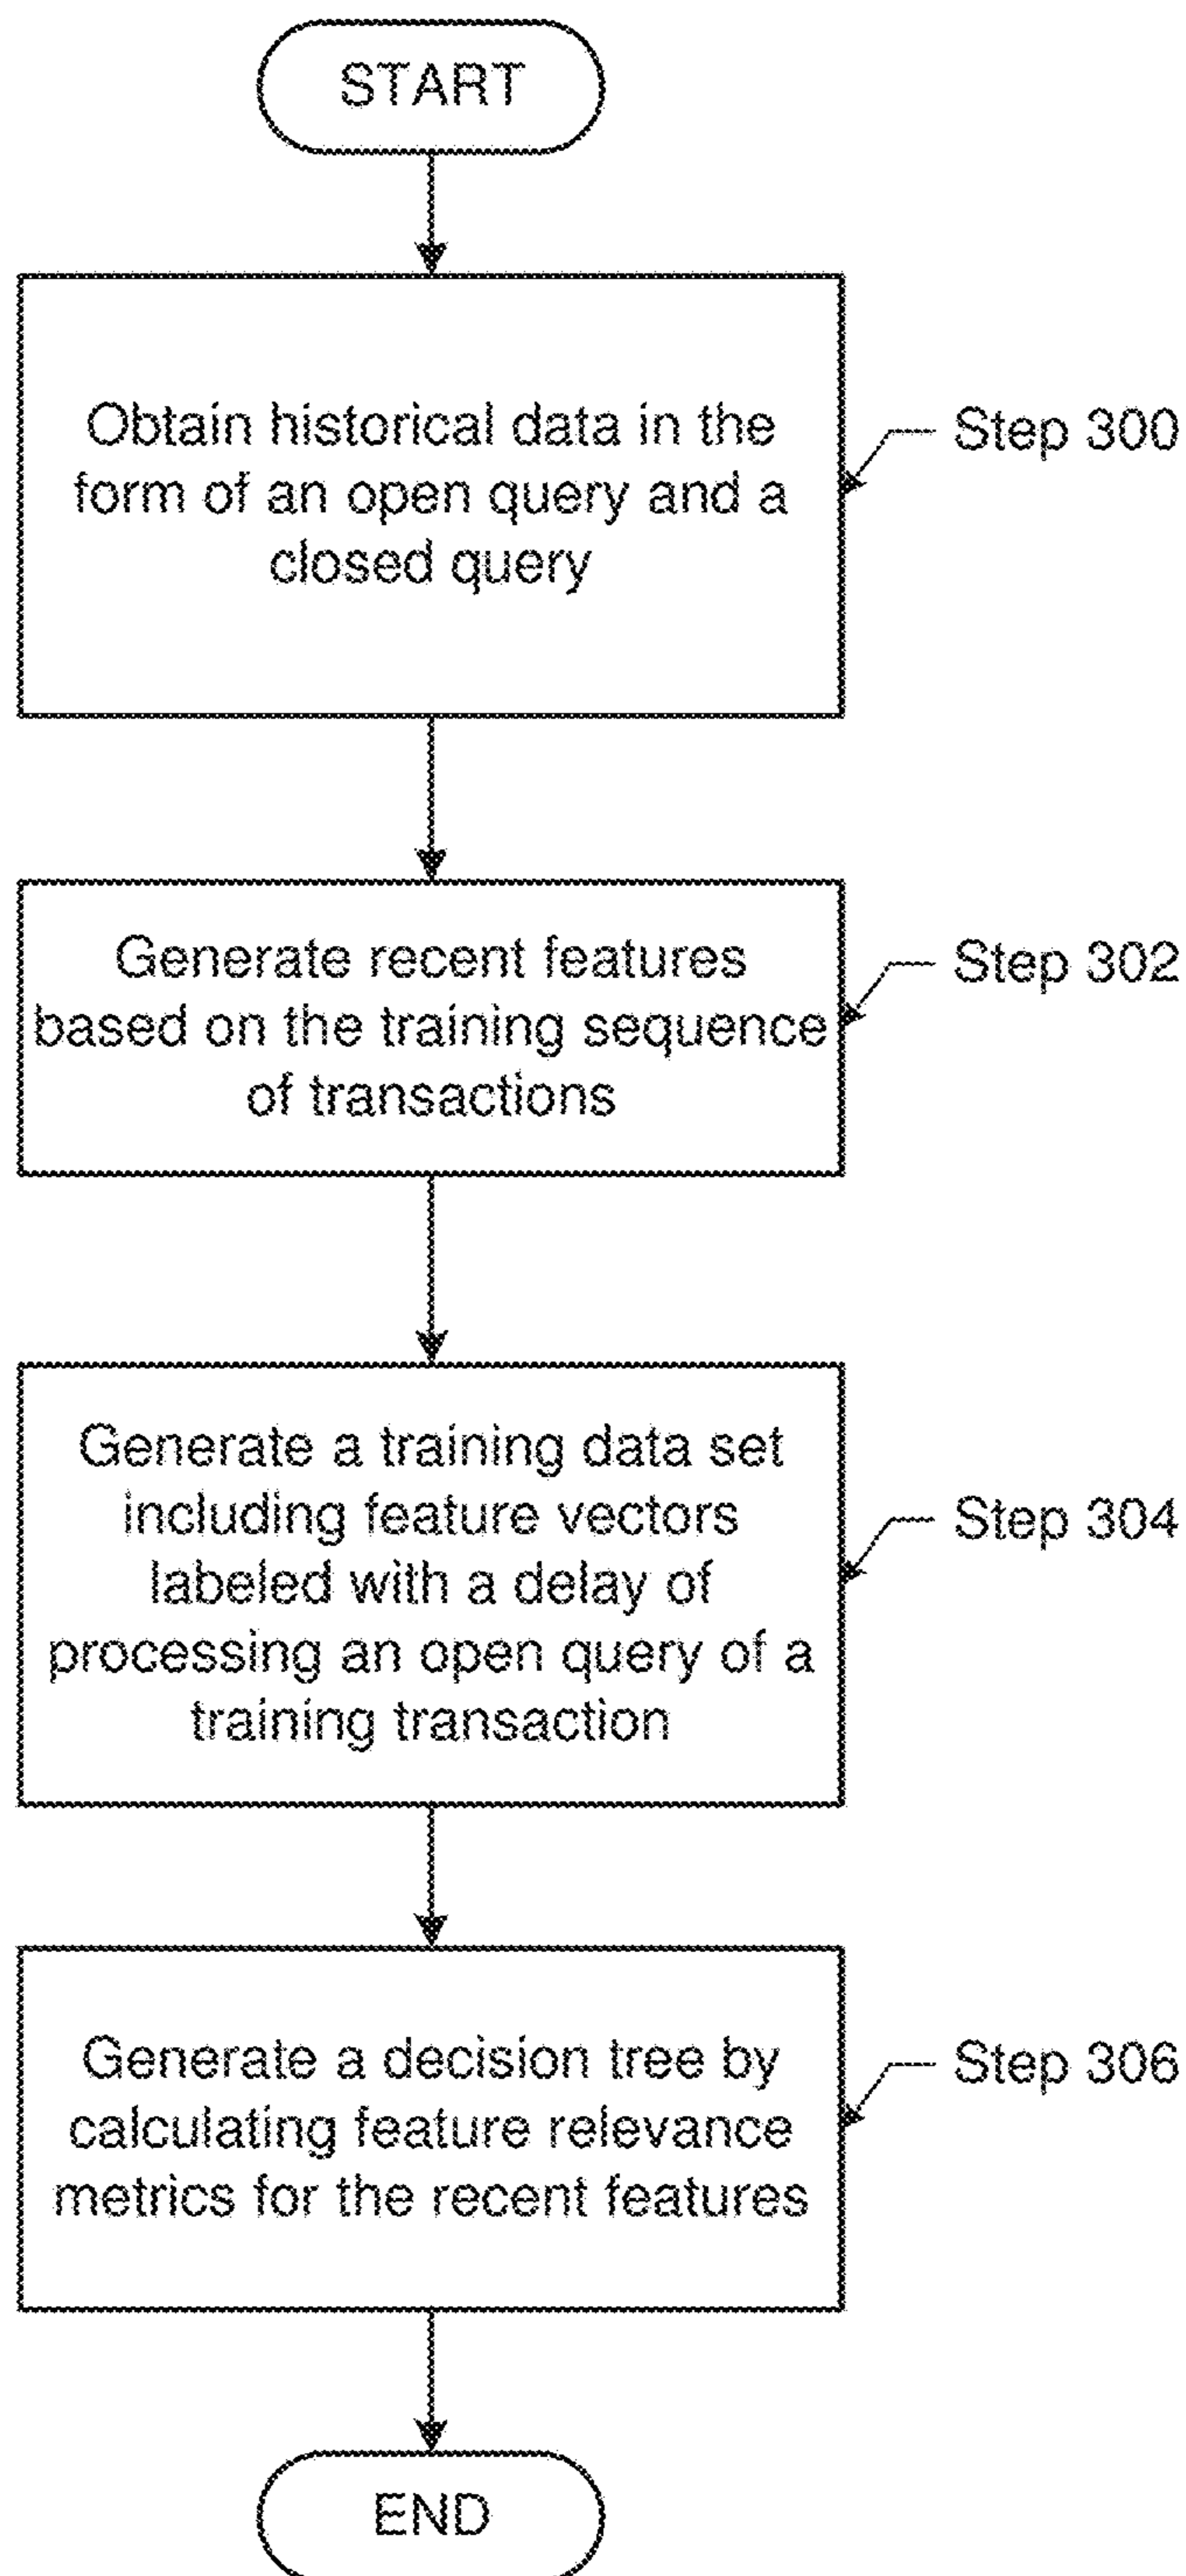 START
Obtain historical data in the
form of an open query and a
closed query
Step 300
Generate recent features
based on the training sequence
of transactions
Step 302
Generate a training data set
including feature vectors
labeled with a delay of
processing an open query of a
training transaction
Step 304
Generate a decision tree by
calculating feature relevance
metrics for the recent features
Step 306
END